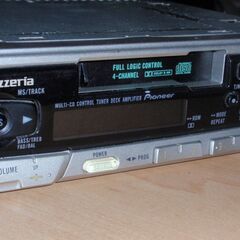 zzeria
FULL LOGIC CONTROL
4-CHANNEL
MS/TRACK
MULTI-CD CONTROL TUNER DECK AMPLIFIER Pioneer
BASS/TREB
FAD/BAL
ROM
MODE
REPEAT
POWER
PROG
VOLUME